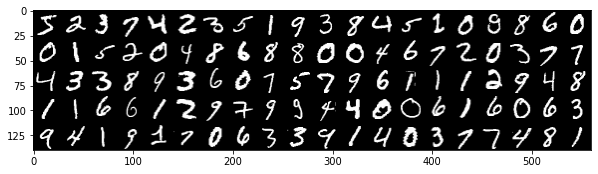 0
5 2 3 7 4 2 3 5 1 9 3 8 4 5 1 0 9 8 6 0
25
0 1 5 2 0 4 8 6 8 8 0 0 4 6 7 2 0 3 7 7
50
75
4 3 3 8 9 3 6 0 7 5 7 9 6 1 1 1 2 9 4 8
100
1 1 6 6 1 2 9 7 9 9 4 4 0 0 6 1 6 0 6 3
125
9 4 1 9 1 7 0 6 3 3 9 1 4 0 3 7 7 4 8 1
0 100 200 300 400 500